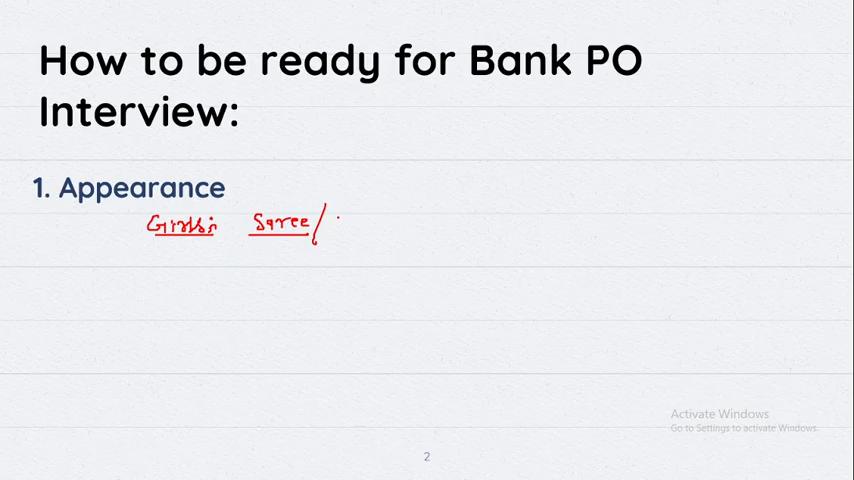 How to be ready for Bank PO
Interview:
1. Appearance
Girls: Saree/
Activate Windows
Go to Settings to activate Windows.
2